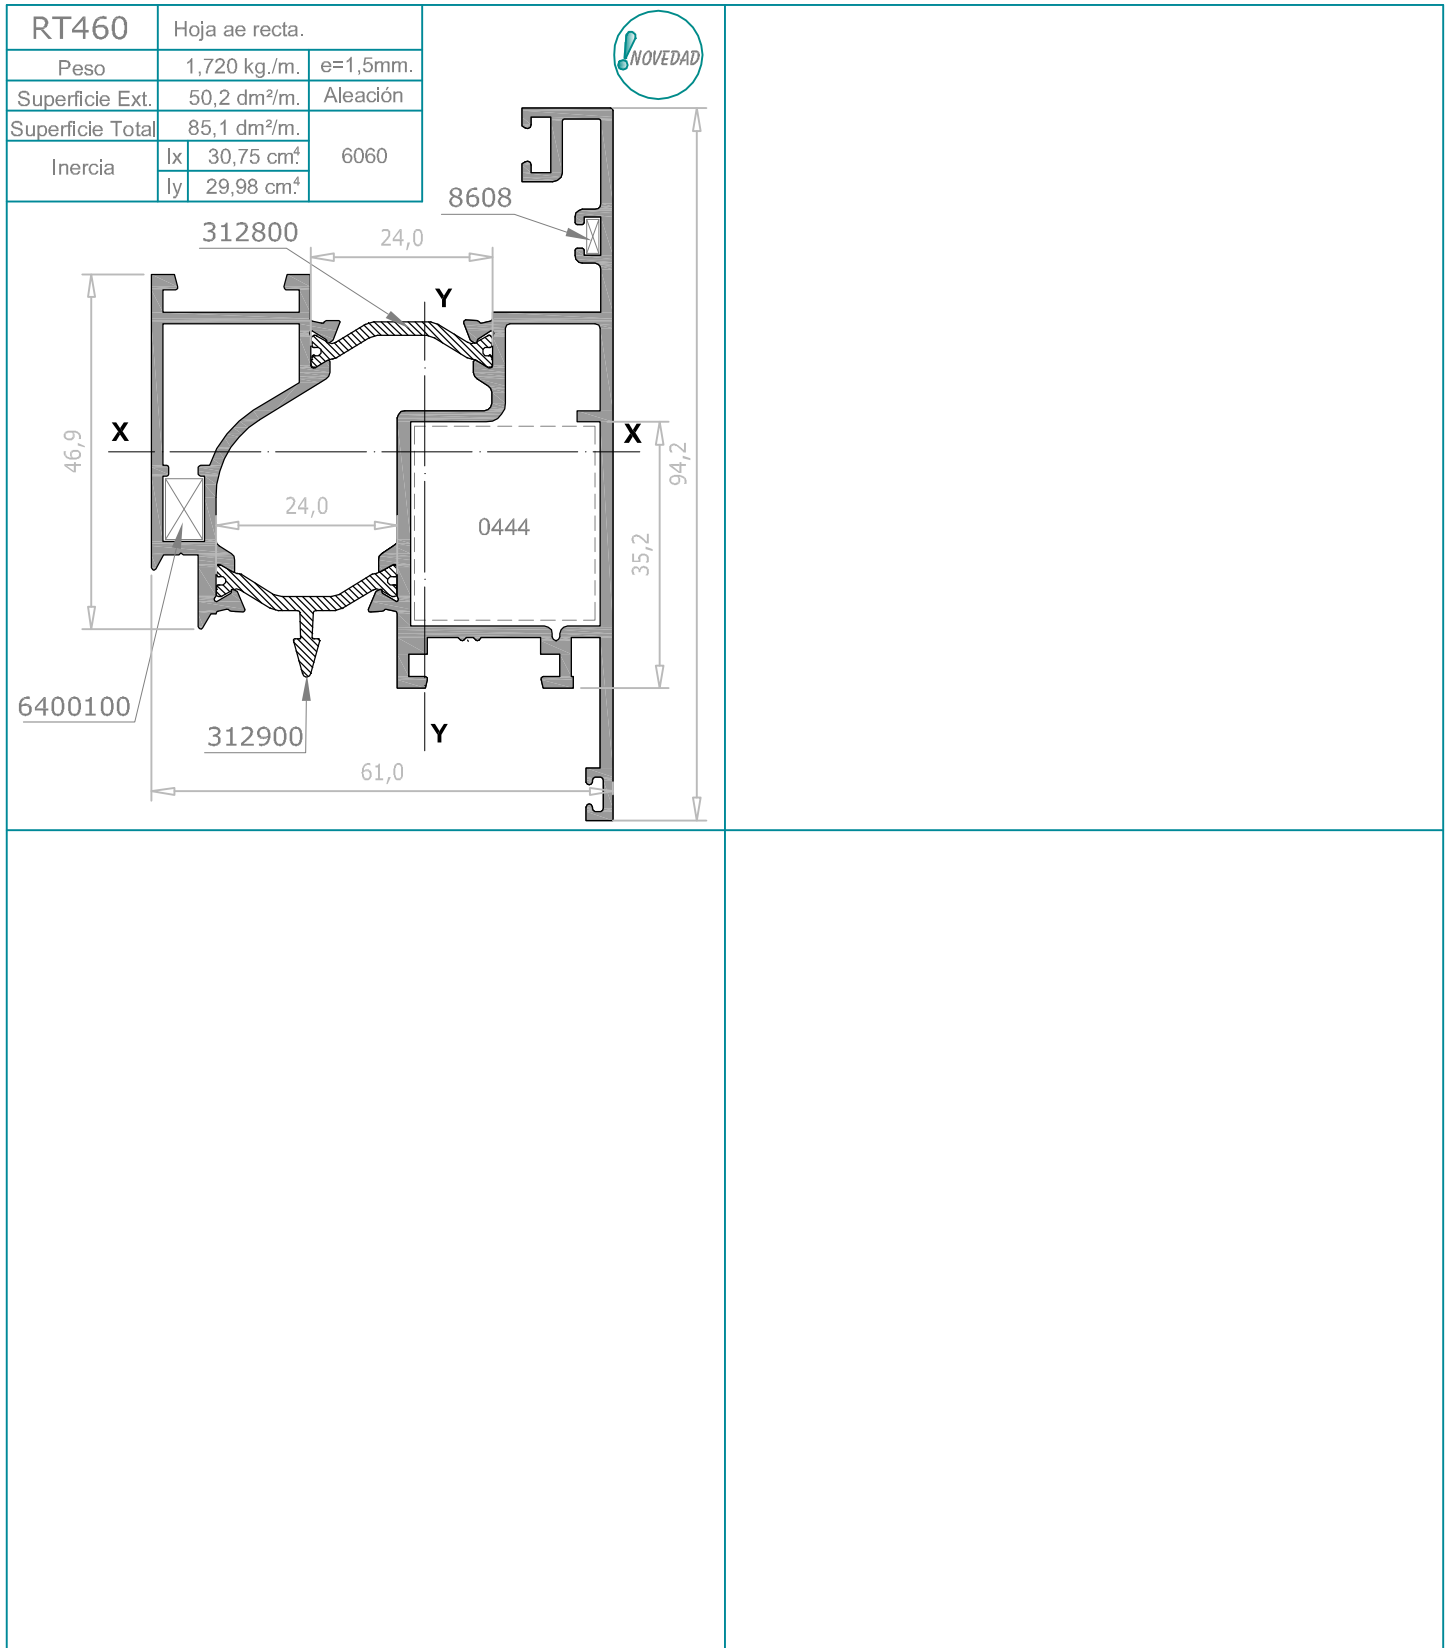 RT460 Hoja ae recta.
Peso 1,720 kg./m. e=1,5mm.
Superficie Ext. 50,2 dm²/m. Aleación
Superficie Total 85,1 dm²/m.
Inercia Ix 30,75 cm⁴. 6060
Iy 29,98 cm⁴.
!NOVEDAD
8608
312800
24,0
Y
X
X
46,9
94,2
24,0
0444
35,2
6400100
312900
Y
61,0